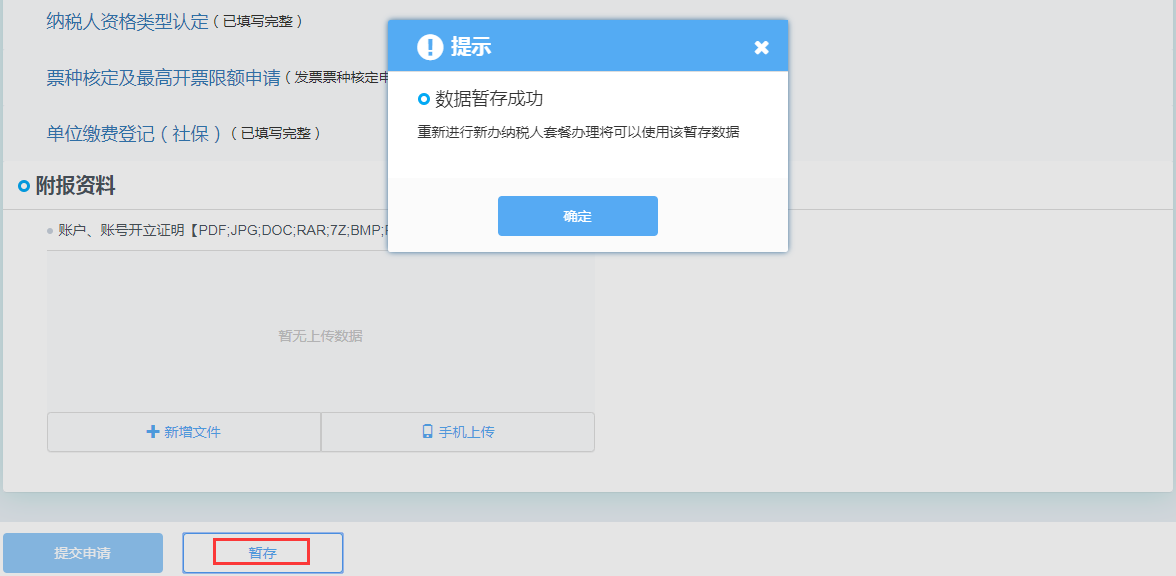 纳税人资格类型认定（已填写完整）
票种核定及最高开票限额申请（发票票种核定申
单位缴费登记（社保）（已填写完整）
提示
数据暂存成功
重新进行新办纳税人套餐办理将可以使用该暂存数据
确定
附报资料
账户、账号开立证明【PDF;JPG;DOC;RAR;7Z;BMP;
暂无上传数据
新增文件
手机上传
提交申请
暂存